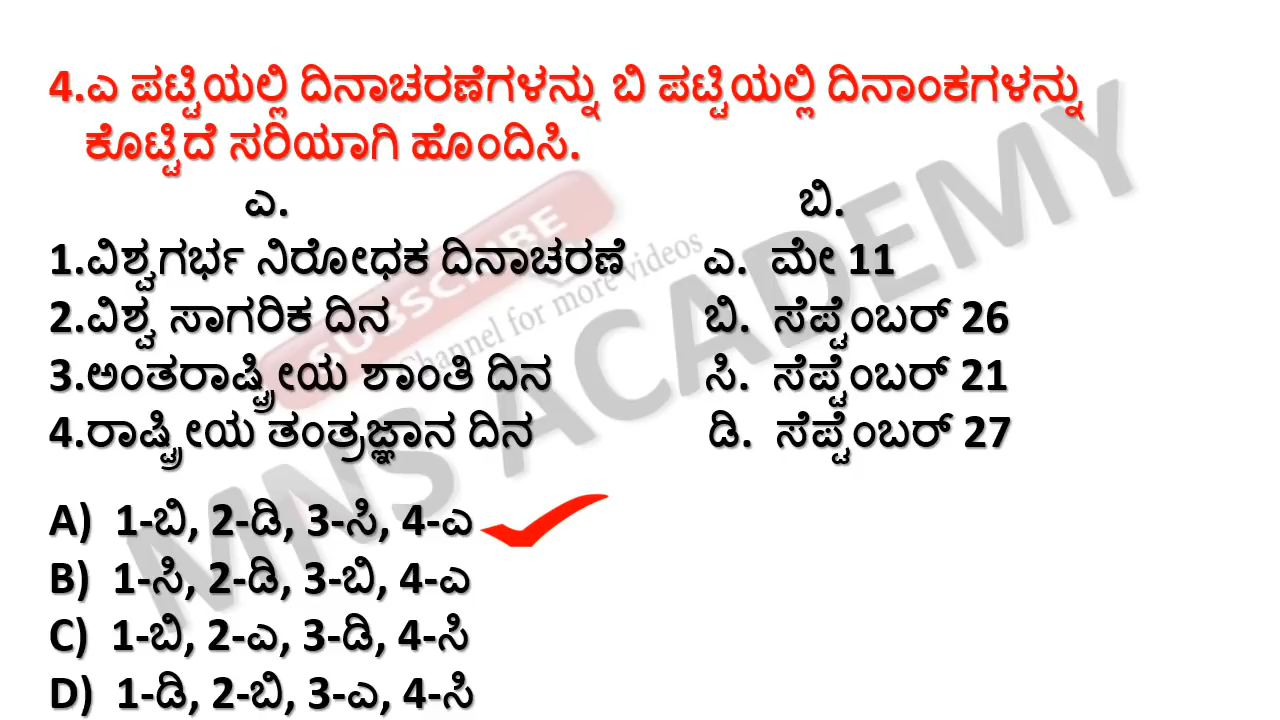 4.ಎ ಪಟ್ಟಿಯಲ್ಲಿ ದಿನಾಚರಣೆಗಳನ್ನು ಬಿ ಪಟ್ಟಿಯಲ್ಲಿ ದಿನಾಂಕಗಳನ್ನು
ಕೊಟ್ಟಿದೆ ಸರಿಯಾಗಿ ಹೊಂದಿಸಿ.
ಎ. ಬಿ.
1.ವಿಶ್ವಗರ್ಭ ನಿರೋಧಕ ದಿನಾಚರಣೆ ಎ. ಮೇ 11
2.ವಿಶ್ವ ಸಾಗರಿಕ ದಿನ ಬಿ. ಸೆಪ್ಟೆಂಬರ್ 26
3.ಅಂತರಾಷ್ಟ್ರೀಯ ಶಾಂತಿ ದಿನ ಸಿ. ಸೆಪ್ಟೆಂಬರ್ 21
4.ರಾಷ್ಟ್ರೀಯ ತಂತ್ರಜ್ಞಾನ ದಿನ ಡಿ. ಸೆಪ್ಟೆಂಬರ್ 27
A) 1-ಬಿ, 2-ಡಿ, 3-ಸಿ, 4-ಎ
B) 1-ಸಿ, 2-ಡಿ, 3-ಬಿ, 4-ಎ
C) 1-ಬಿ, 2-ಎ, 3-ಡಿ, 4-ಸಿ
D) 1-ಡಿ, 2-ಬಿ, 3-ಎ, 4-ಸಿ
MNS ACADEMY
SUBSCRIBE
Channel for more videos